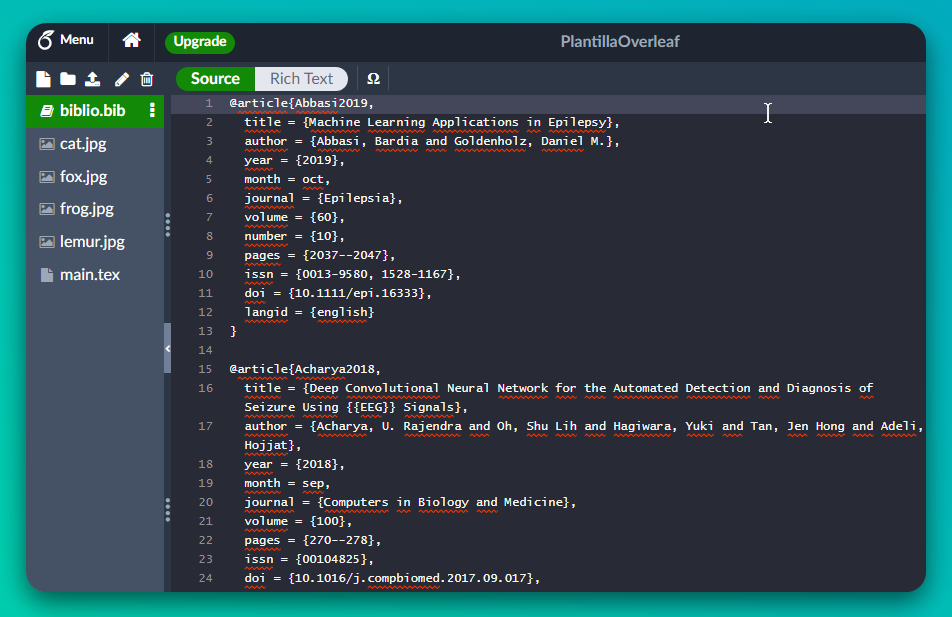 Menu
Upgrade
PlantillaOverleaf
Source
Rich Text
Ω
biblio.bib
cat.jpg
fox.jpg
frog.jpg
lemur.jpg
main.tex
1 @article{Abbasi2019,
2 title = {Machine Learning Applications in Epilepsy},
3 author = {Abbasi, Bardia and Goldenholz, Daniel M.},
4 year = {2019},
5 month = oct,
6 journal = {Epilepsia},
7 volume = {60},
8 number = {10},
9 pages = {2037--2047},
10 issn = {0013-9580, 1528-1167},
11 doi = {10.1111/epi.16333},
12 langid = {english}
13 }
14
15 @article{Acharya2018,
16 title = {Deep Convolutional Neural Network for the Automated Detection and Diagnosis of
Seizure Using {{EEG}} Signals},
17 author = {Acharya, U. Rajendra and Oh, Shu Lih and Hagiwara, Yuki and Tan, Jen Hong and Adeli,
Hojjat},
18 year = {2018},
19 month = sep,
20 journal = {Computers in Biology and Medicine},
21 volume = {100},
22 pages = {270--278},
23 issn = {00104825},
24 doi = {10.1016/j.compbiomed.2017.09.017},